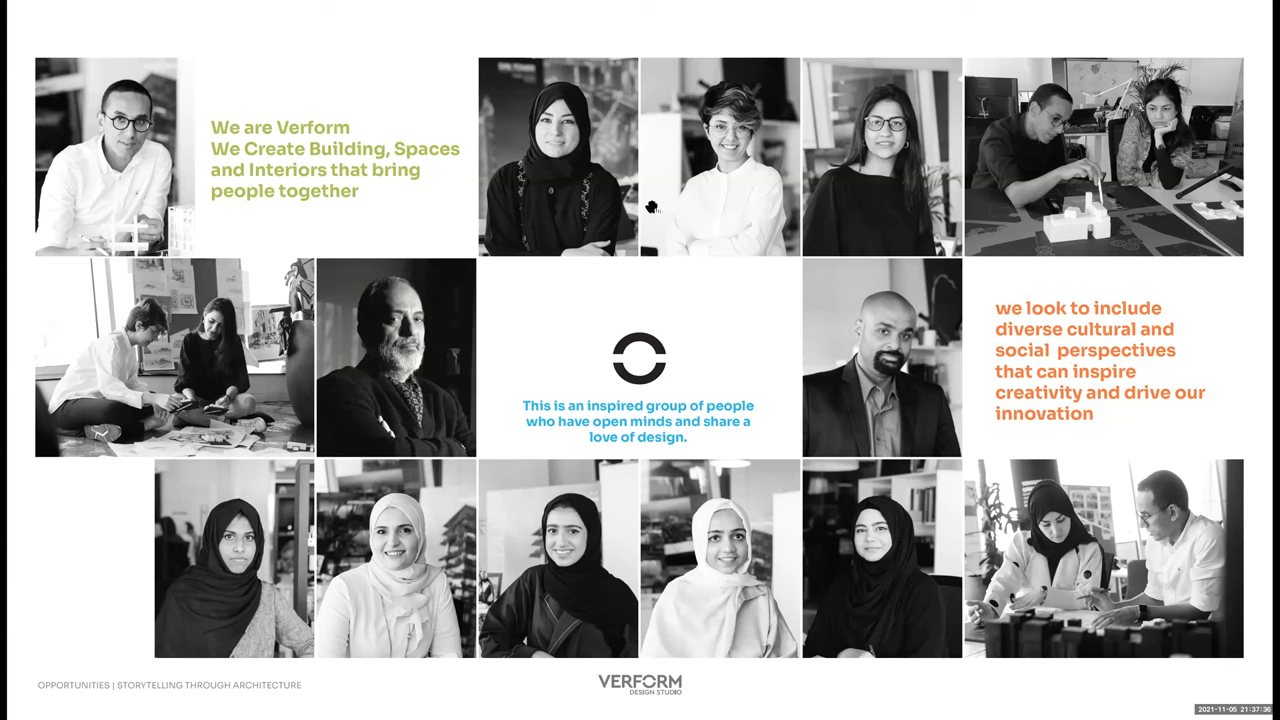 We are Verform
We Create Building, Spaces
and Interiors that bring
people together
we look to include
diverse cultural and
social perspectives
that can inspire
creativity and drive our
innovation
This is an inspired group of people
who have open minds and share a
love of design.
OPPORTUNITIES | STORYTELLING THROUGH ARCHITECTURE
VERFORM
DESIGN STUDIO
2021-11-05 21:37:36